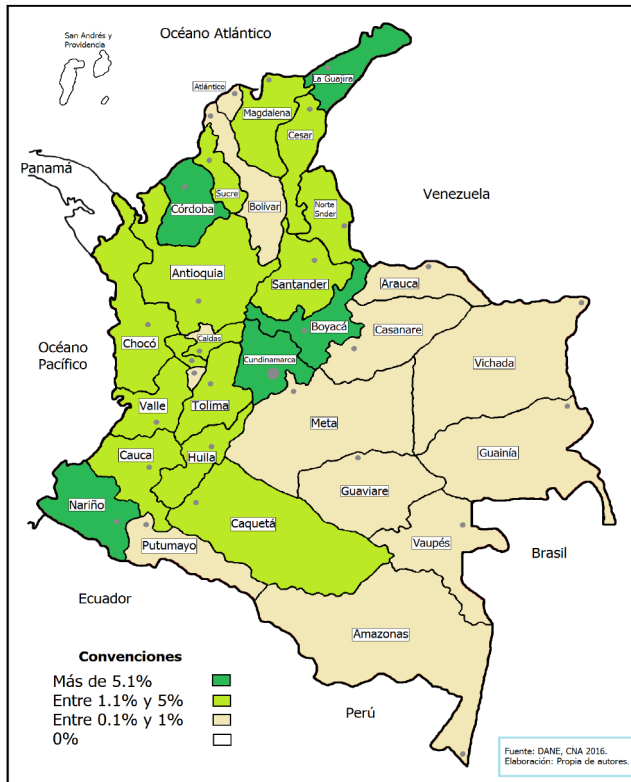 San Andrés y
Providencia
Océano Atlántico
La Guajira
Atlántico
Magdalena
Cesar
Panamá
Venezuela
Norte
Snder
Sucre
Córdoba
Bolívar
Antioquia
Santander
Arauca
Boyacá
Casanare
Océano
Pacífico
Chocó
Caldas
Cundinamarca
Vichada
Valle
Tolima
Meta
Cauca
Huila
Guainía
Guaviare
Nariño
Caquetá
Putumayo
Vaupés
Brasil
Ecuador
Amazonas
Perú
Convenciones
Más de 5.1%
Entre 1.1% y 5%
Entre 0.1% y 1%
0%
Fuente: DANE, CNA 2016.
Elaboración: Propia de autores.